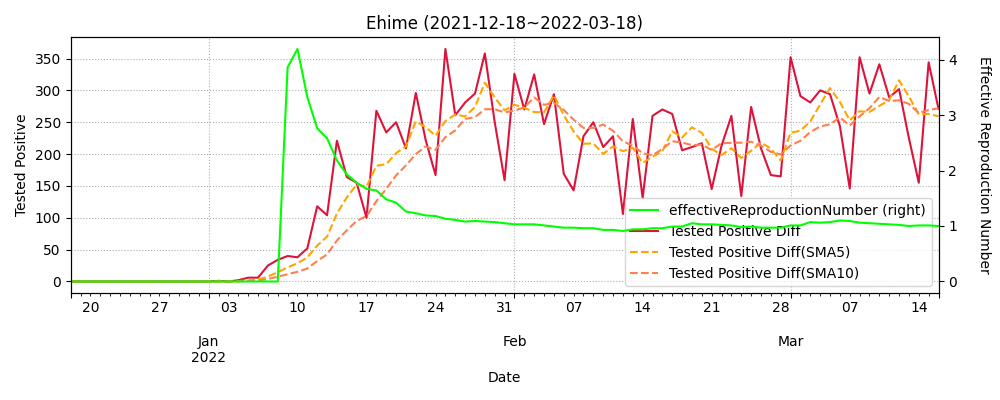 Ehime (2021-12-18~2022-03-18)
Tested Positive
350
300
250
200
150
100
50
0
4
3
2
1
0
Effective Reproduction Number
effectiveReproductionNumber (right)
Tested Positive Diff
Tested Positive Diff(SMA5)
Tested Positive Diff(SMA10)
20 27 03 10 17 24 31 07 14 21 28 07 14
Jan Feb Mar
2022
Date